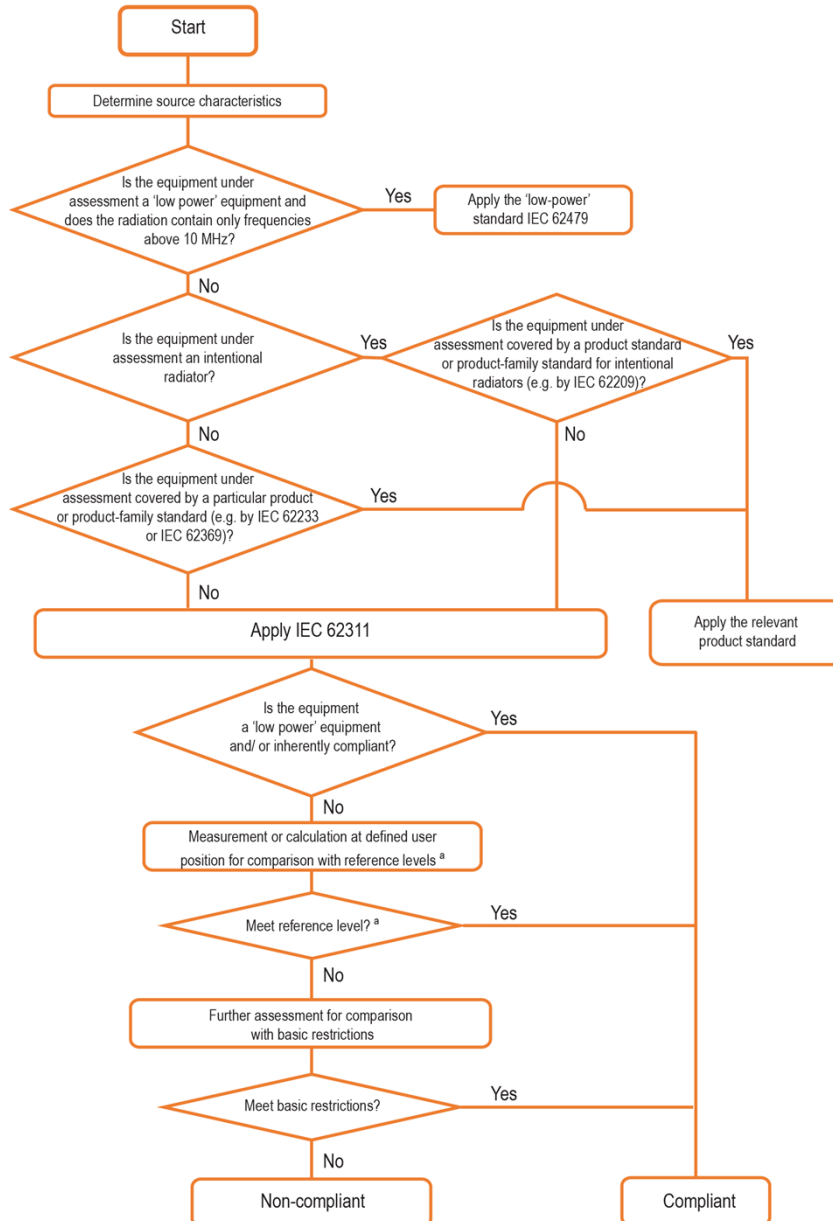 Start
Determine source characteristics
Is the equipment under
assessment a ‘low power’ equipment and
does the radiation contain only frequencies
above 10 MHz?
Yes
Apply the ‘low-power’
standard IEC 62479
No
Is the equipment under
assessment an intentional
radiator?
Yes
Is the equipment under
assessment covered by a product standard
or product-family standard for intentional
radiators (e.g. by IEC 62209)?
Yes
No
No
Is the equipment under
assessment covered by a particular product
or product-family standard (e.g. by IEC 62233
or IEC 62369)?
Yes
No
Apply IEC 62311
Apply the relevant
product standard
Is the equipment
a ‘low power’ equipment
and/ or inherently compliant?
Yes
No
Measurement or calculation at defined user
position for comparison with reference levels a
Meet reference level? a
Yes
No
Further assessment for comparison
with basic restrictions
Meet basic restrictions?
Yes
No
Non-compliant
Compliant